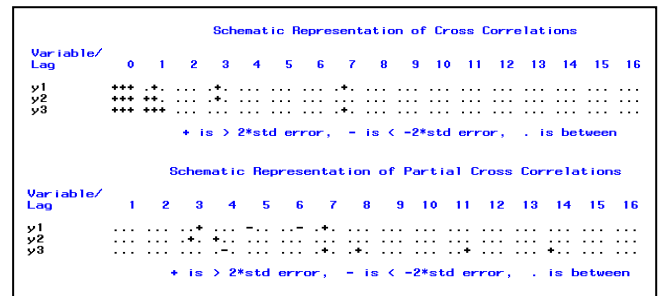 Schematic Representation of Cross Correlations
Variable/
Lag 0 1 2 3 4 5 6 7 8 9 10 11 12 13 14 15 16
y1 +++ .+. ... .+. ... ... ... .+. ... ... ... ... ... ... ... ... ...
y2 +++ ++. ... .+. ... ... ... ... ... ... ... ... ... ... ... ... ...
y3 +++ +++ ... ... ... ... ... .+. ... ... ... ... ... ... ... ... ...
+ is > 2*std error, - is < -2*std error, . is between
Schematic Representation of Partial Cross Correlations
Variable/
Lag 1 2 3 4 5 6 7 8 9 10 11 12 13 14 15 16
y1 ... ... ..+ ... -.. ..- .+. ... ... ... ... ... ... ... ... ...
y2 ... ... .+. +.. ... ... ... ... ... ... ... ... ... ... ... ...
y3 ... ... ... .-. ... ... .+. .+. ... ... ..+ ... ... +.. ... ...
+ is > 2*std error, - is < -2*std error, . is between